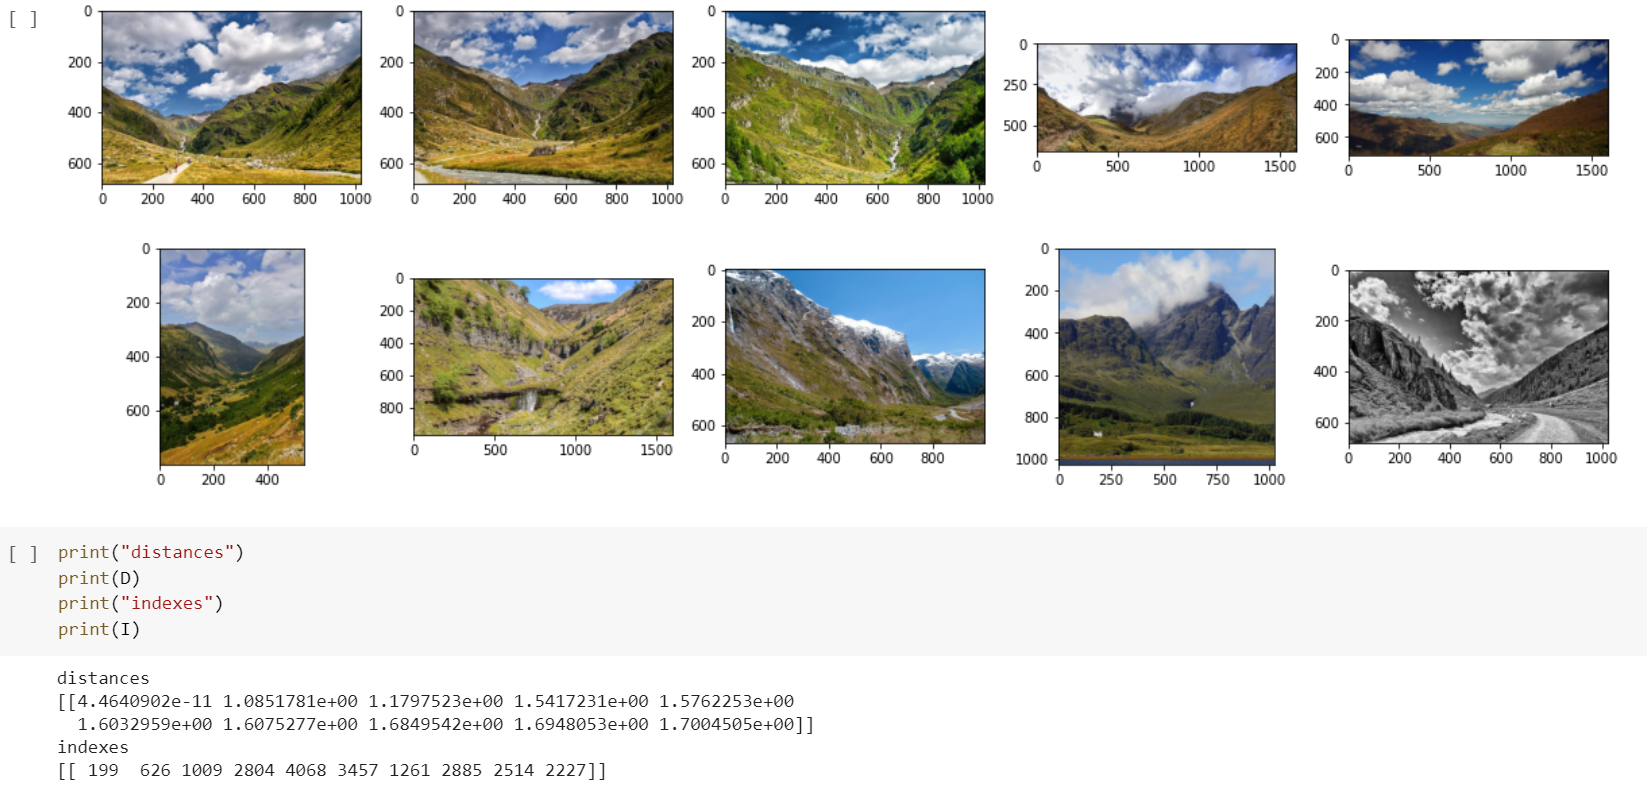 [ ]
0 200 400 600 0 200 400 600 800 1000
0 200 400 600 0 200 400 600 800 1000
0 200 400 600 0 200 400 600 800 1000
0 250 500 0 500 1000 1500
0 200 400 600 0 500 1000 1500
0 200 400 600 0 200 400
0 200 400 600 800 0 500 1000 1500
0 200 400 600 0 200 400 600 800
0 200 400 600 800 1000 0 250 500 750 1000
0 200 400 600 0 200 400 600 800 1000
[ ] print("distances")
print(D)
print("indexes")
print(I)
distances
[[4.4640902e-11 1.0851781e+00 1.1797523e+00 1.5417231e+00 1.5762253e+00
1.6032959e+00 1.6075277e+00 1.6849542e+00 1.6948053e+00 1.7004505e+00]]
indexes
[[ 199  626 1009 2804 4068 3457 1261 2885 2514 2227]]